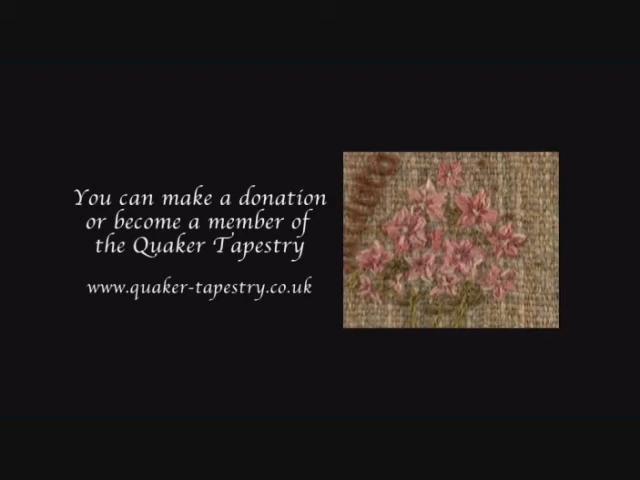 You can make a donation
or become a member of
the Quaker Tapestry
www.quaker-tapestry.co.uk